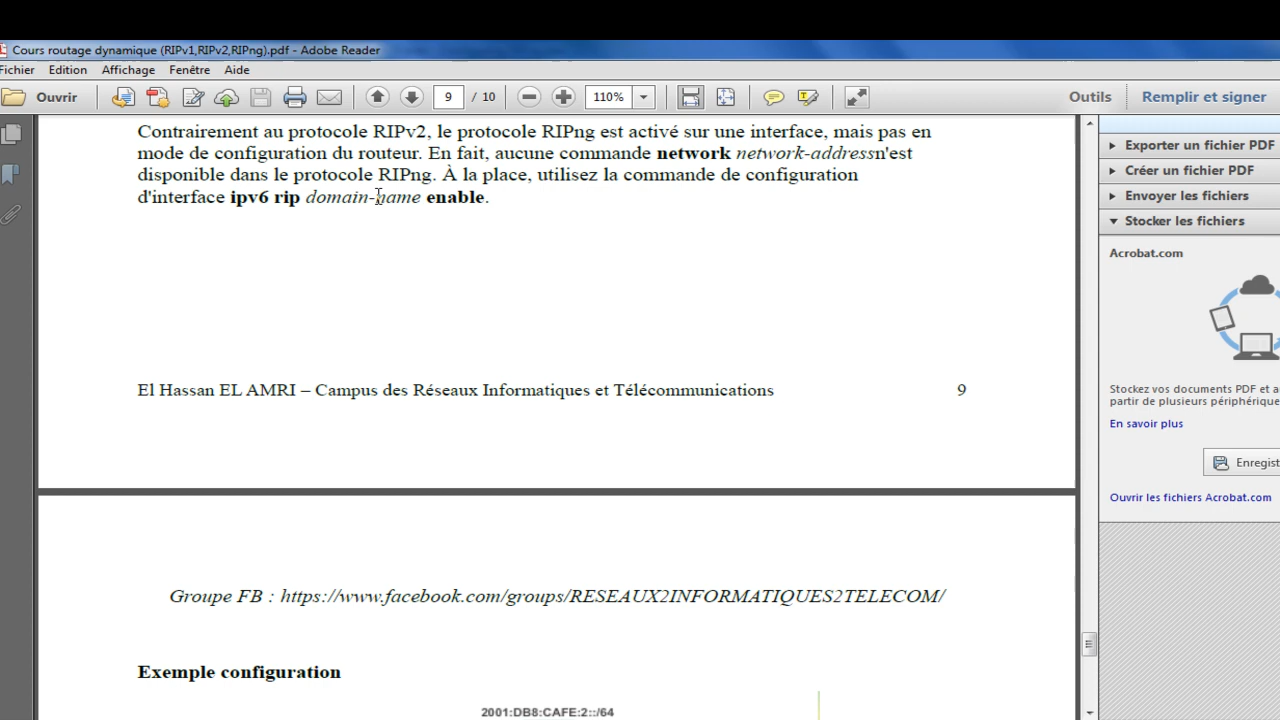 Cours routage dynamique (RIPv1,RIPv2,RIPng).pdf - Adobe Reader
Fichier Edition Affichage Fenêtre Aide
Ouvrir 9 / 10 110% Outils Remplir et signer
Contrairement au protocole RIPv2, le protocole RIPng est activé sur une interface, mais pas en
mode de configuration du routeur. En fait, aucune commande network network-addressn'est
disponible dans le protocole RIPng. À la place, utilisez la commande de configuration
d'interface ipv6 rip domain-name enable.
El Hassan EL AMRI – Campus des Réseaux Informatiques et Télécommunications 9
Groupe FB : https://www.facebook.com/groups/RESEAUX2INFORMATIQUES2TELECOM/
Exemple configuration
2001:DB8:CAFE:2::/64
Exporter un fichier PDF
Créer un fichier PDF
Envoyer les fichiers
Stocker les fichiers
Acrobat.com
Stockez vos documents PDF et a
partir de plusieurs périphérique
En savoir plus
Enregist
Ouvrir les fichiers Acrobat.com